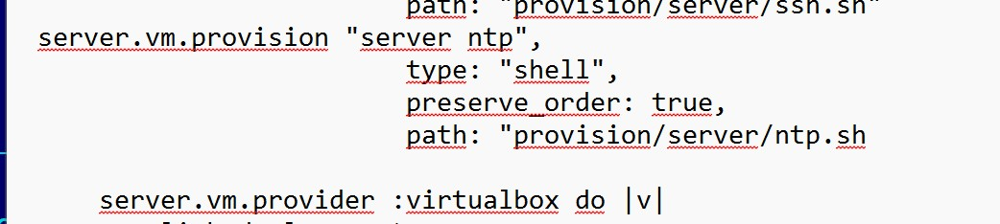 path: "provision/server/ssh.sh"
server.vm.provision "server ntp",
type: "shell",
preserve_order: true,
path: "provision/server/ntp.sh
server.vm.provider :virtualbox do |v|